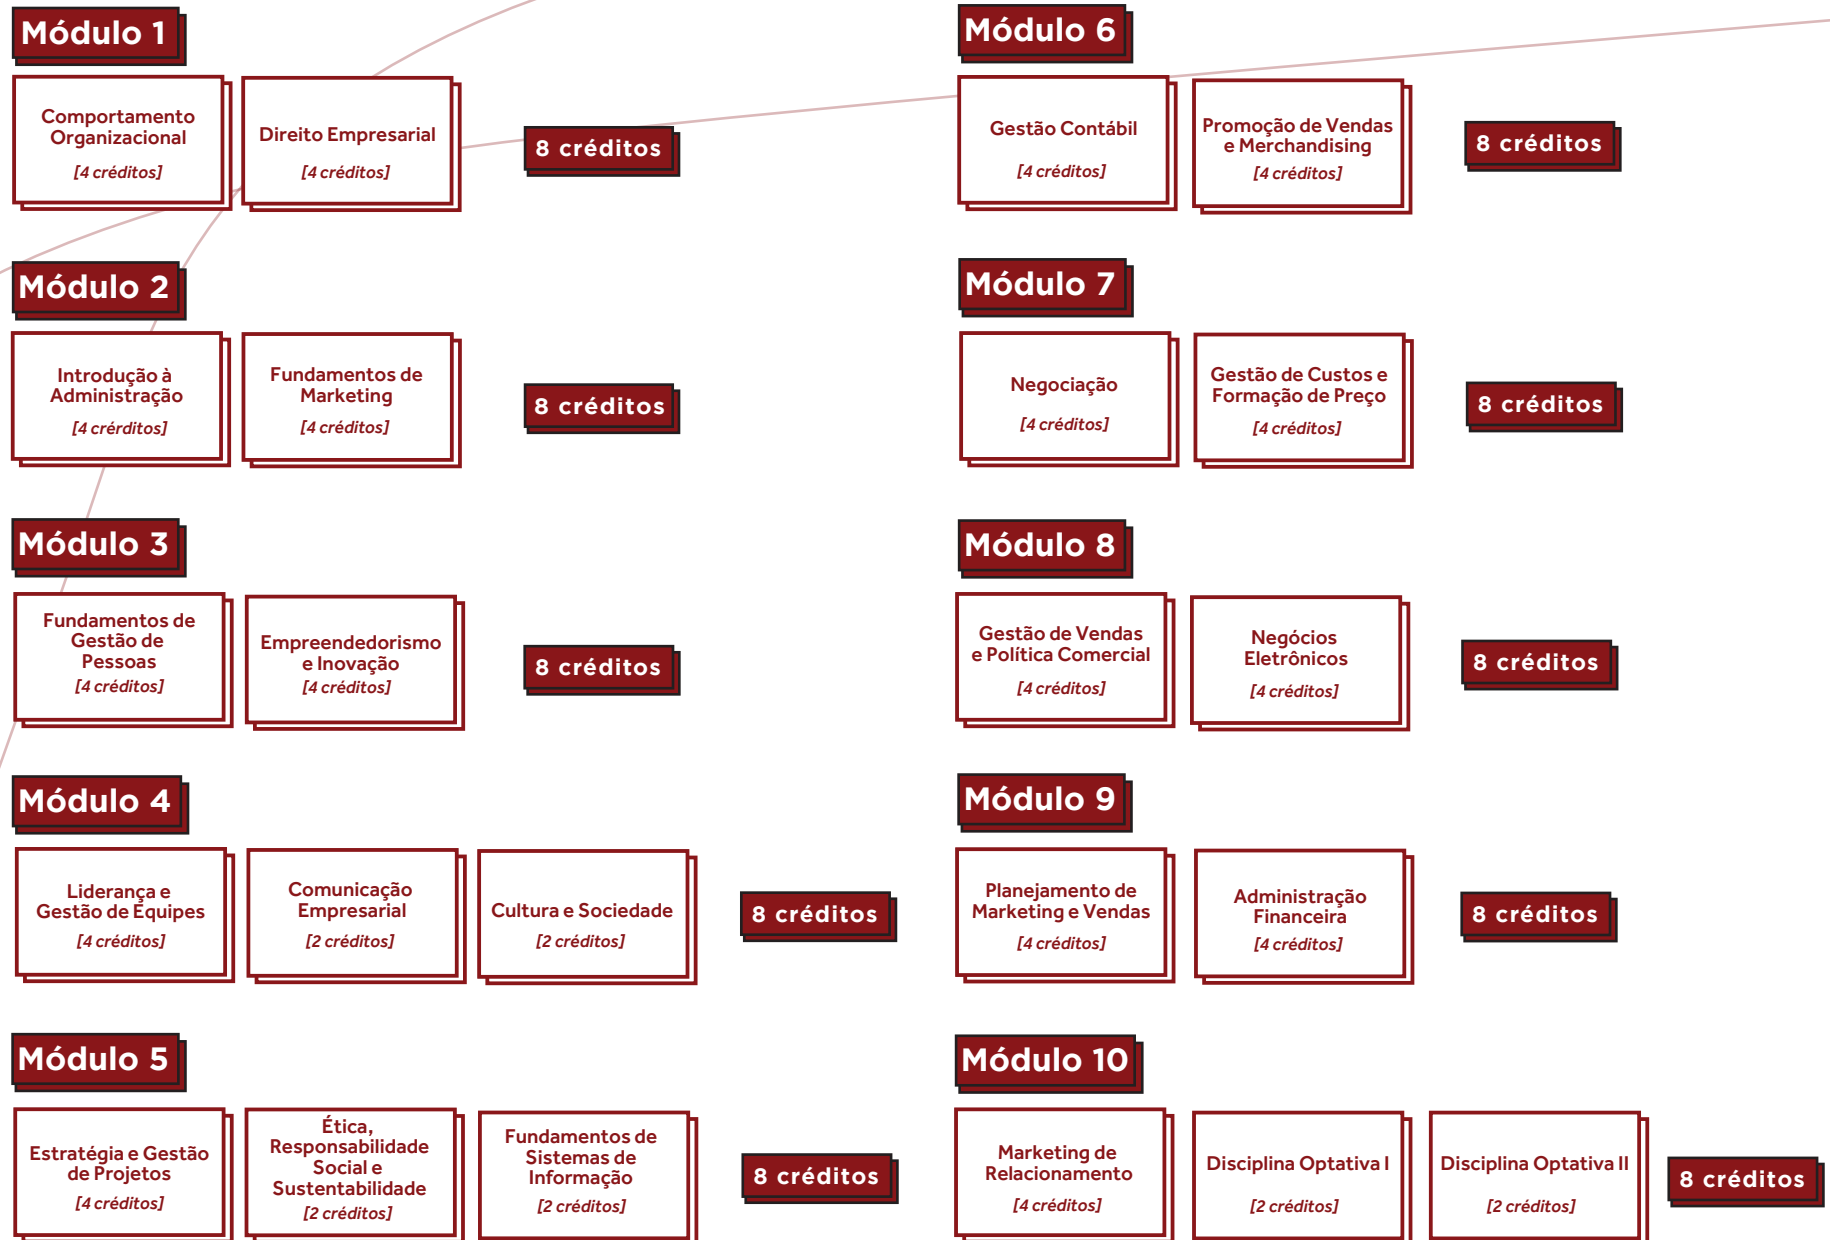 Módulo 1
Comportamento
Organizacional
[4 créditos]
Direito Empresarial
[4 créditos]
8 créditos
Módulo 2
Introdução à
Administração
[4 crérditos]
Fundamentos de
Marketing
[4 créditos]
8 créditos
Módulo 3
Fundamentos de
Gestão de
Pessoas
[4 créditos]
Empreendedorismo
e Inovação
[4 créditos]
8 créditos
Módulo 4
Liderança e
Gestão de Equipes
[4 créditos]
Comunicação
Empresarial
[2 créditos]
Cultura e Sociedade
[2 créditos]
8 créditos
Módulo 5
Estratégia e Gestão
de Projetos
[4 créditos]
Ética,
Responsabilidade
Social e
Sustentabilidade
[2 créditos]
Fundamentos de
Sistemas de
Informação
[2 créditos]
8 créditos
Módulo 6
Gestão Contábil
[4 créditos]
Promoção de Vendas
e Merchandising
[4 créditos]
8 créditos
Módulo 7
Negociação
[4 créditos]
Gestão de Custos e
Formação de Preço
[4 créditos]
8 créditos
Módulo 8
Gestão de Vendas
e Política Comercial
[4 créditos]
Negócios
Eletrônicos
[4 créditos]
8 créditos
Módulo 9
Planejamento de
Marketing e Vendas
[4 créditos]
Administração
Financeira
[4 créditos]
8 créditos
Módulo 10
Marketing de
Relacionamento
[4 créditos]
Disciplina Optativa I
[2 créditos]
Disciplina Optativa II
[2 créditos]
8 créditos